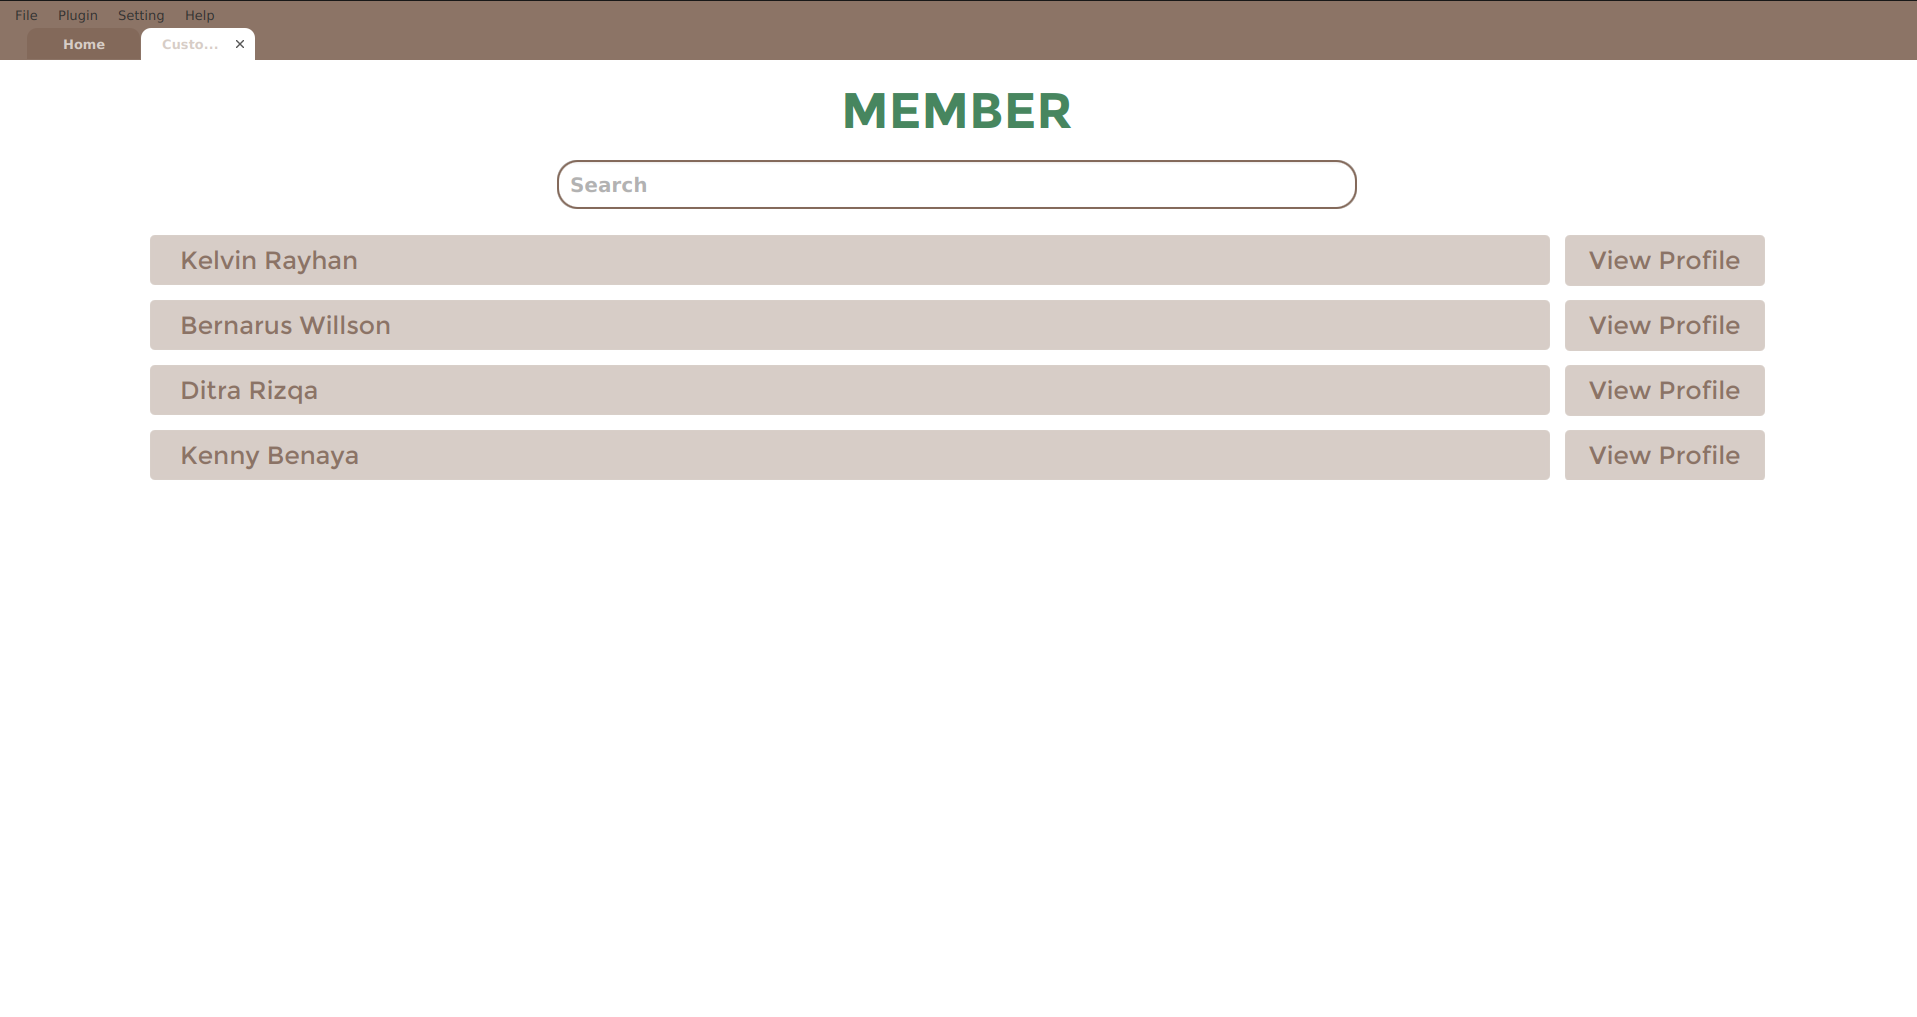 File Plugin Setting Help
Home Custo... ×
MEMBER
Search
Kelvin Rayhan View Profile
Bernarus Willson View Profile
Ditra Rizqa View Profile
Kenny Benaya View Profile